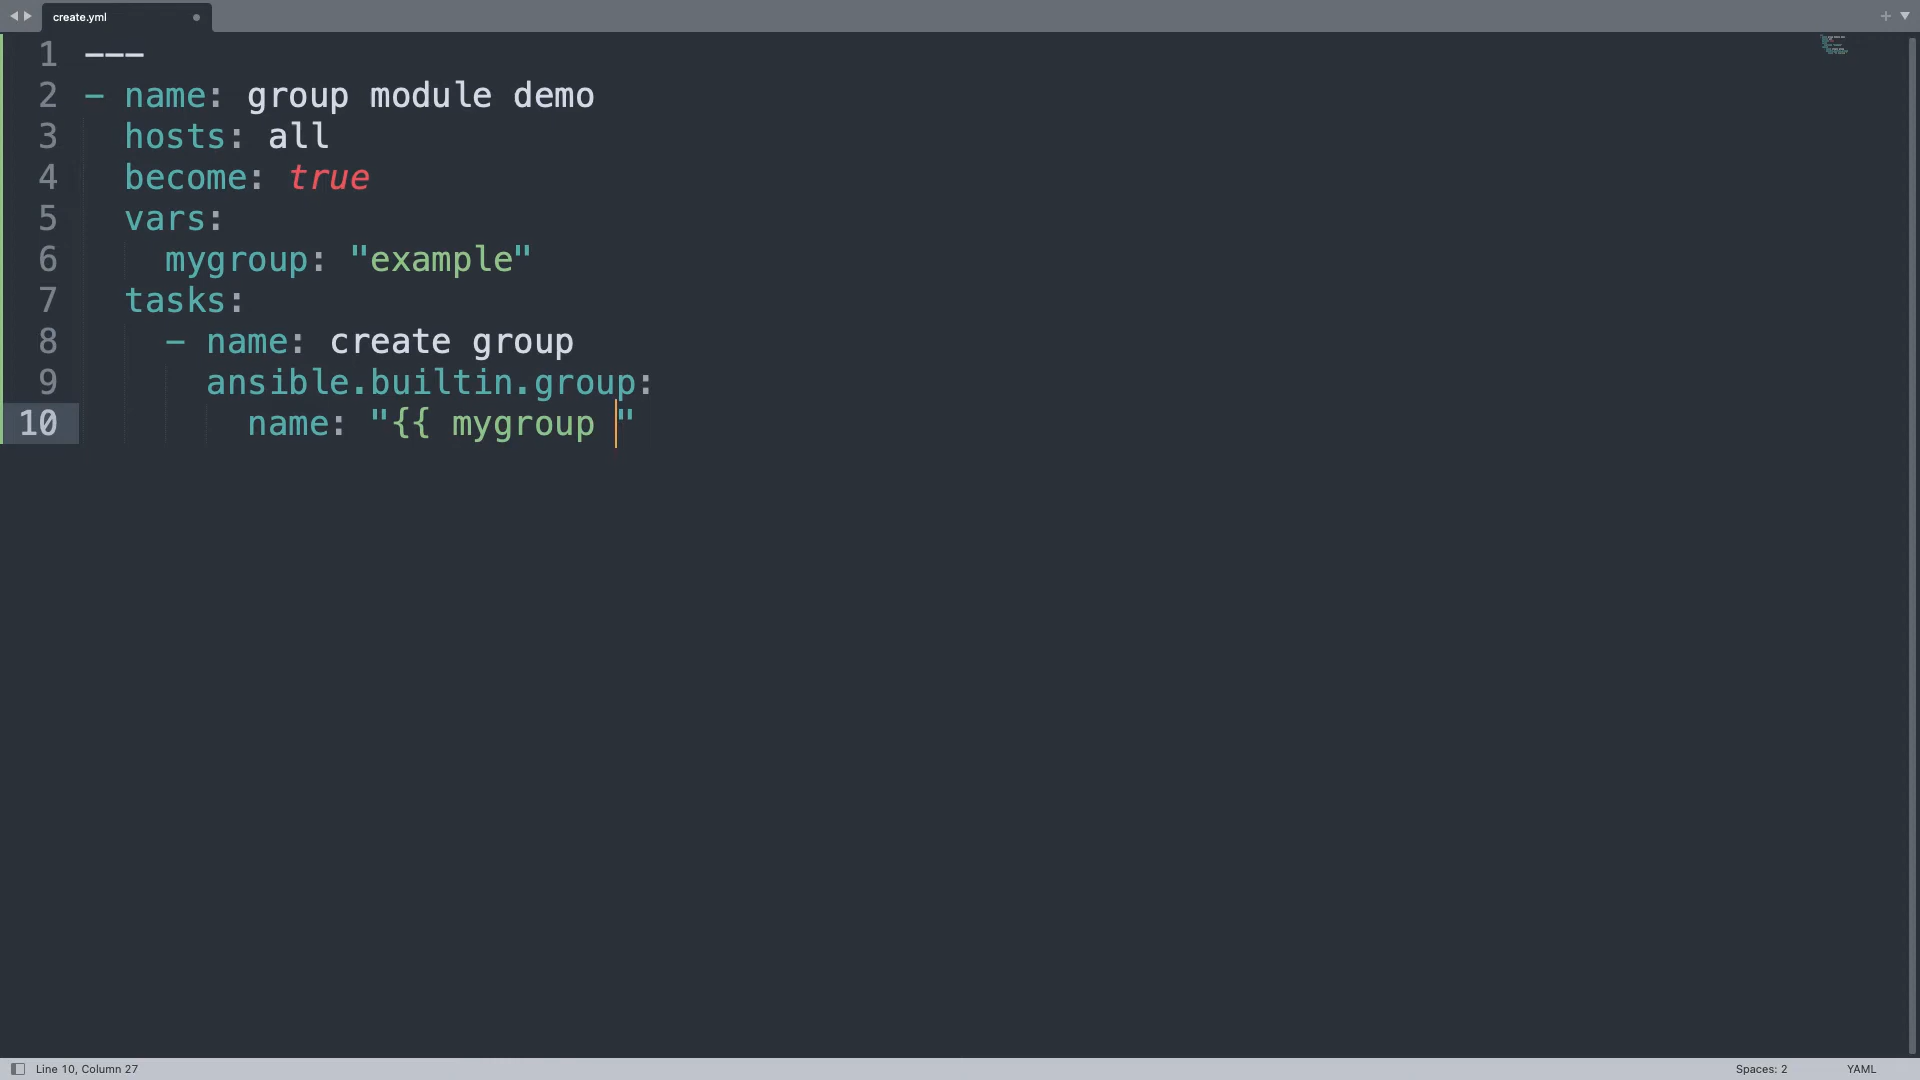 create.yml
1 ---
2 - name: group module demo
3   hosts: all
4   become: true
5   vars:
6     mygroup: "example"
7   tasks:
8     - name: create group
9       ansible.builtin.group:
10         name: "{{ mygroup "
Line 10, Column 27
Spaces: 2
YAML